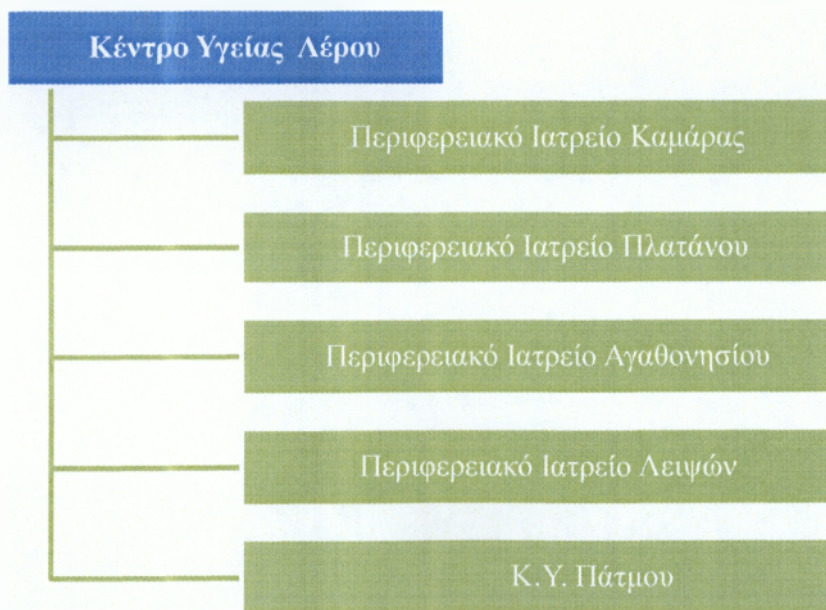 Κέντρο Υγείας Λέρου
Περιφερειακό Ιατρείο Καμάρας
Περιφερειακό Ιατρείο Πλατάνου
Περιφερειακό Ιατρείο Αγαθονησίου
Περιφερειακό Ιατρείο Λειψών
Κ.Υ. Πάτμου